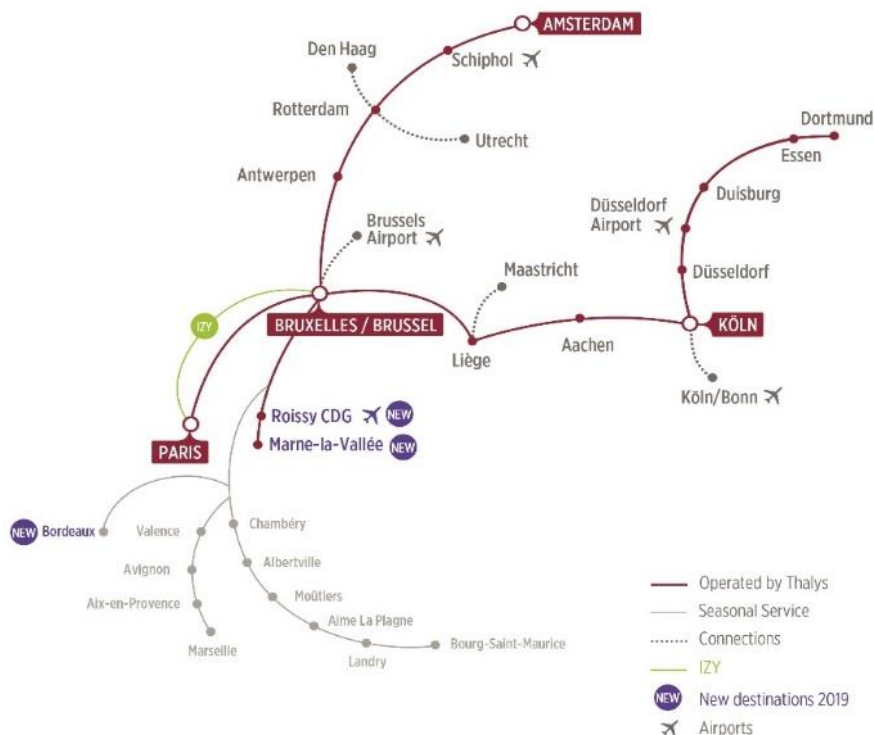 AMSTERDAM
Den Haag
Schiphol
Rotterdam
Utrecht
Dortmund
Essen
Antwerpen
Duisburg
Brussels
Airport
Düsseldorf
Airport
Maastricht
Düsseldorf
IZY
BRUXELLES / BRUSSEL
KÖLN
Liège
Aachen
Köln/Bonn
Roissy CDG NEW
PARIS
Marne-la-Vallée NEW
NEW Bordeaux
Valence
Chambéry
Avignon
Albertville
Aix-en-Provence
Moûtiers
Marseille
Aime La Plagne
Landry
Bourg-Saint-Maurice
Operated by Thalys
Seasonal Service
Connections
IZY
NEW New destinations 2019
Airports